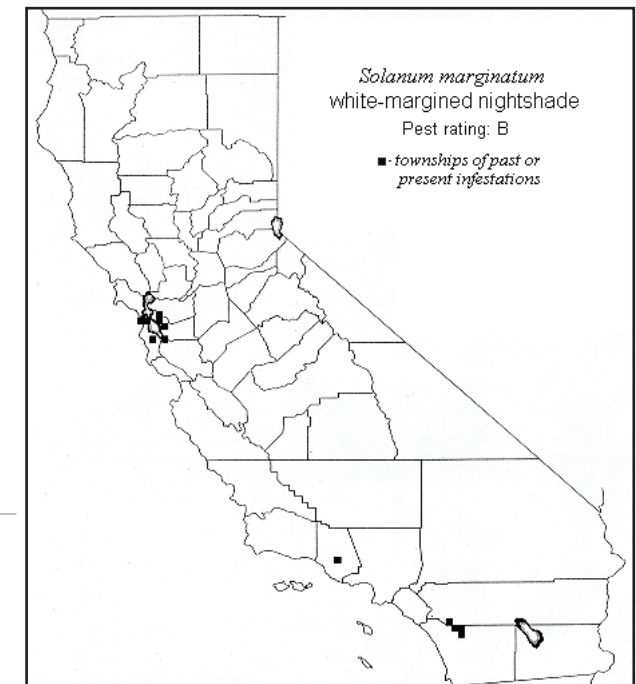 Solanum marginatum
white-margined nightshade
Pest rating: B
■- townships of past or
present infestations